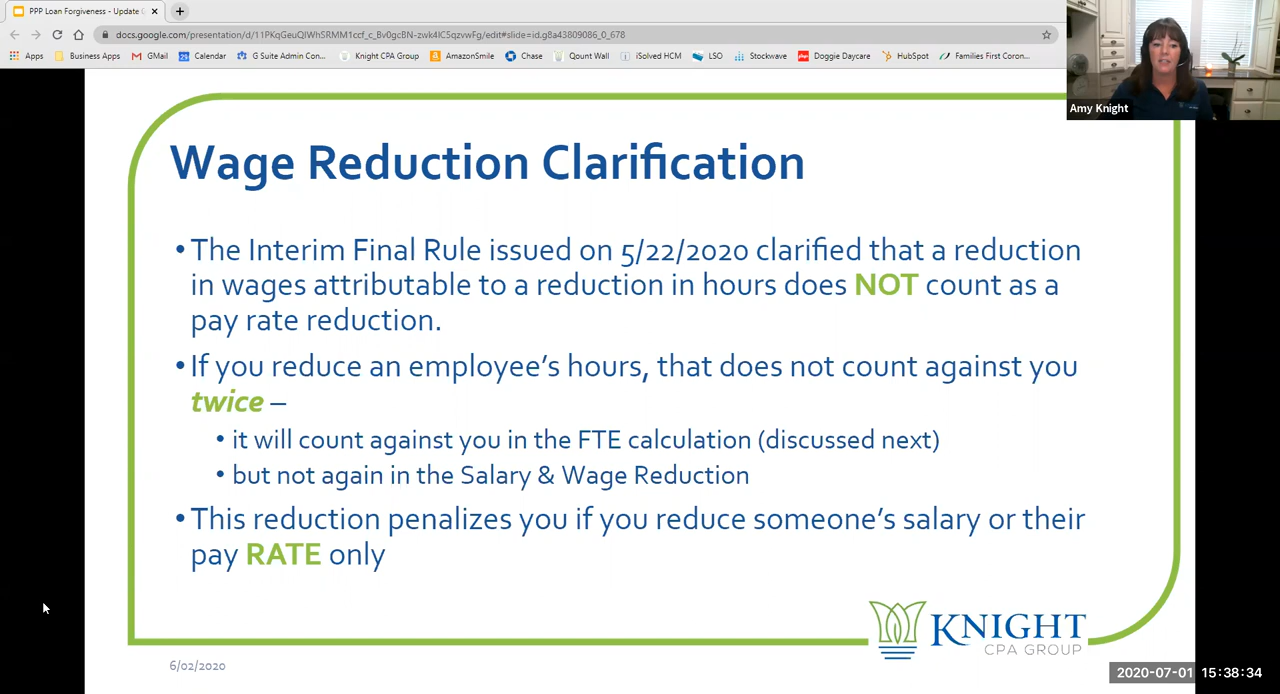 PPP Loan Forgiveness - Update
docs.google.com/presentation/d/11PKqGeuQIWhSRMM1ccf_c_Bv0gcBN-zwk4IC5qzvwFg/edit#slide=id.g8a43809086_0_678
Apps Business Apps GMail Calendar G Suite Admin Con... Knight CPA Group AmazonSmile Chase Qount Wall iSolved HCM LSO Stockwave Doggie Daycare HubSpot Families First Coron...
Amy Knight
Wage Reduction Clarification
• The Interim Final Rule issued on 5/22/2020 clarified that a reduction
in wages attributable to a reduction in hours does NOT count as a
pay rate reduction.
• If you reduce an employee’s hours, that does not count against you
twice –
• it will count against you in the FTE calculation (discussed next)
• but not again in the Salary & Wage Reduction
• This reduction penalizes you if you reduce someone’s salary or their
pay RATE only
KNIGHT
CPA GROUP
6/02/2020
2020-07-01 15:38:34